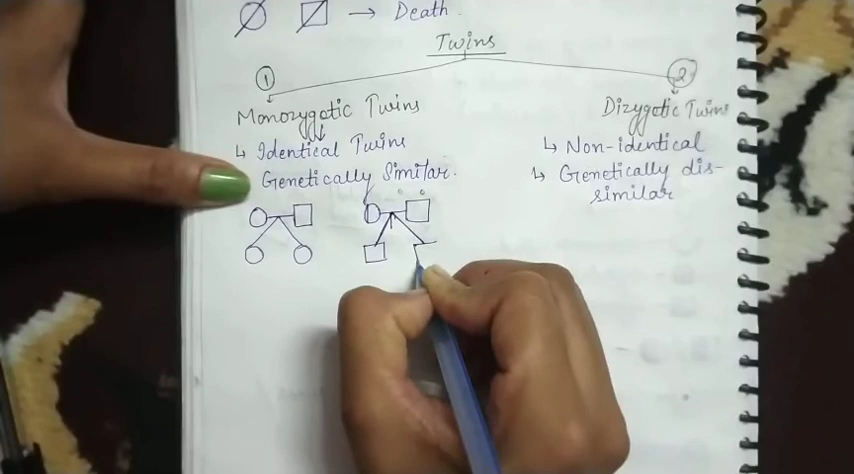 → Death
Twins
1
2
Monozygotic Twins
Dizygotic Twins
↳ Identical Twins
↳ Non-identical
Genetically Similar.
↳ Genetically dis-
similar